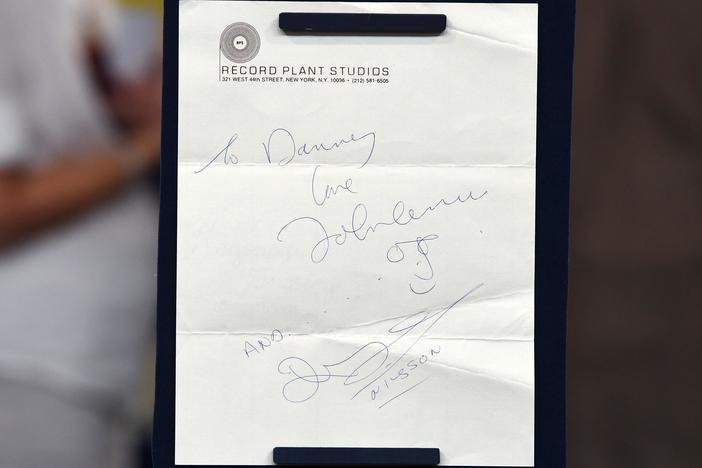 RPS
RECORD PLANT STUDIOS
321 WEST 44th STREET, NEW YORK, N.Y. 10036 • (212) 581-6505
to Danney
love
John Lennon
AND.
NILSSON